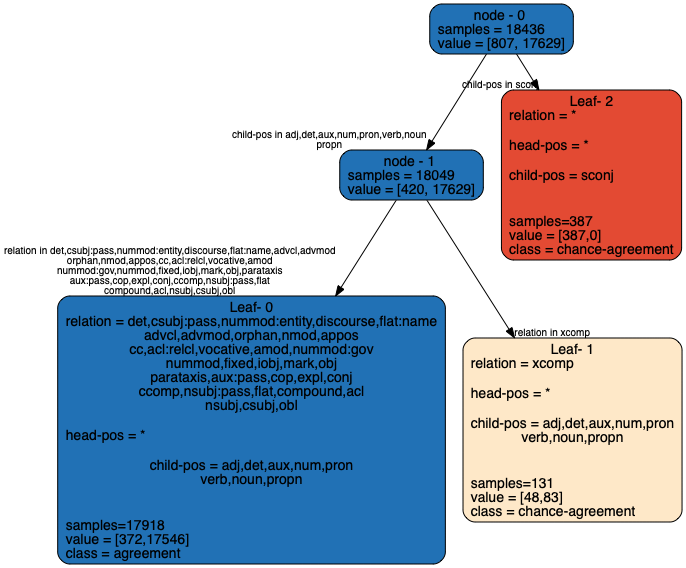 node - 0
samples = 18436
value = [807, 17629]
child-pos in scon
child-pos in adj,det,aux,num,pron,verb,noun
propn
Leaf- 2
relation = *
head-pos = *
child-pos = sconj
samples=387
value = [387,0]
class = chance-agreement
node - 1
samples = 18049
value = [420, 17629]
relation in det,csubj:pass,nummod:entity,discourse,flat:name,advcl,advmod
orphan,nmod,appos,cc,acl:relcl,vocative,amod
nummod:gov,nummod,fixed,iobj,mark,obj,parataxis
aux:pass,cop,expl,conj,ccomp,nsubj:pass,flat
compound,acl,nsubj,csubj,obl
relation in xcomp
Leaf- 0
relation = det,csubj:pass,nummod:entity,discourse,flat:name
advcl,advmod,orphan,nmod,appos
cc,acl:relcl,vocative,amod,nummod:gov
nummod,fixed,iobj,mark,obj
parataxis,aux:pass,cop,expl,conj
ccomp,nsubj:pass,flat,compound,acl
nsubj,csubj,obl
head-pos = *
child-pos = adj,det,aux,num,pron
verb,noun,propn
samples=17918
value = [372,17546]
class = agreement
Leaf- 1
relation = xcomp
head-pos = *
child-pos = adj,det,aux,num,pron
verb,noun,propn
samples=131
value = [48,83]
class = chance-agreement